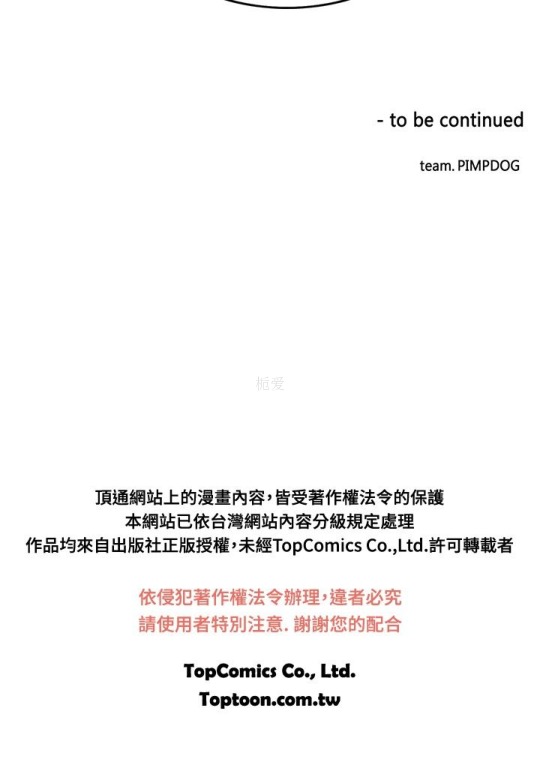 - to be continued
team. PIMPDOG
栀爱
頂通網站上的漫畫內容，皆受著作權法令的保護
本網站已依台灣網站內容分級規定處理
作品均來自出版社正版授權，未經TopComics Co.,Ltd.許可轉載者
依侵犯著作權法令辦理，違者必究
請使用者特別注意. 謝謝您的配合
TopComics Co., Ltd.
Toptoon.com.tw